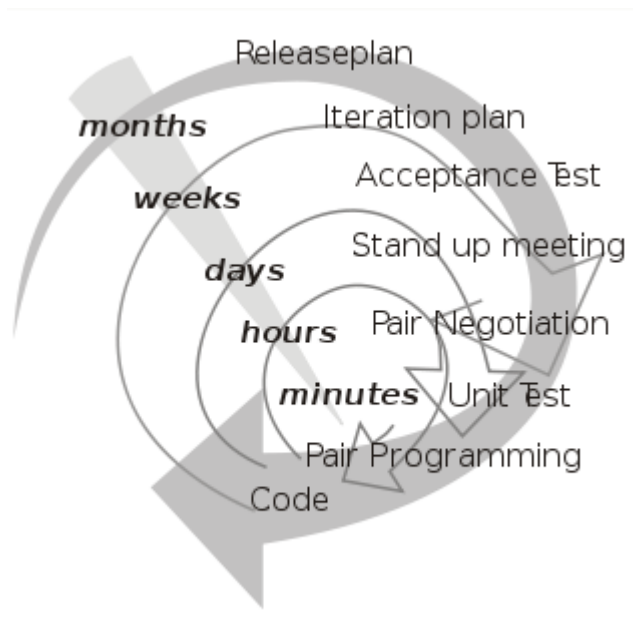 Releaseplan
months
Iteration plan
Acceptance Test
weeks
Stand up meeting
days
Pair Negotiation
hours
minutes
Unit Test
Pair Programming
Code